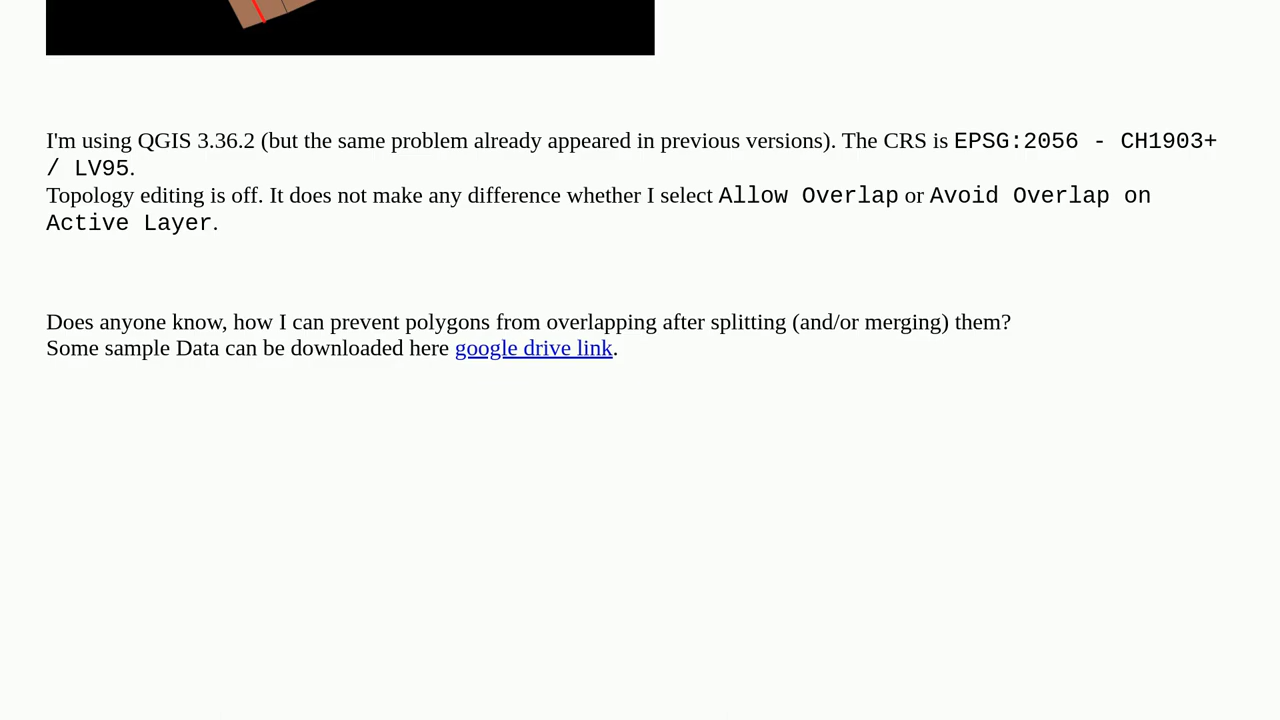 I'm using QGIS 3.36.2 (but the same problem already appeared in previous versions). The CRS is EPSG:2056 - CH1903+
/ LV95.
Topology editing is off. It does not make any difference whether I select Allow Overlap or Avoid Overlap on
Active Layer.
Does anyone know, how I can prevent polygons from overlapping after splitting (and/or merging) them?
Some sample Data can be downloaded here google drive link.